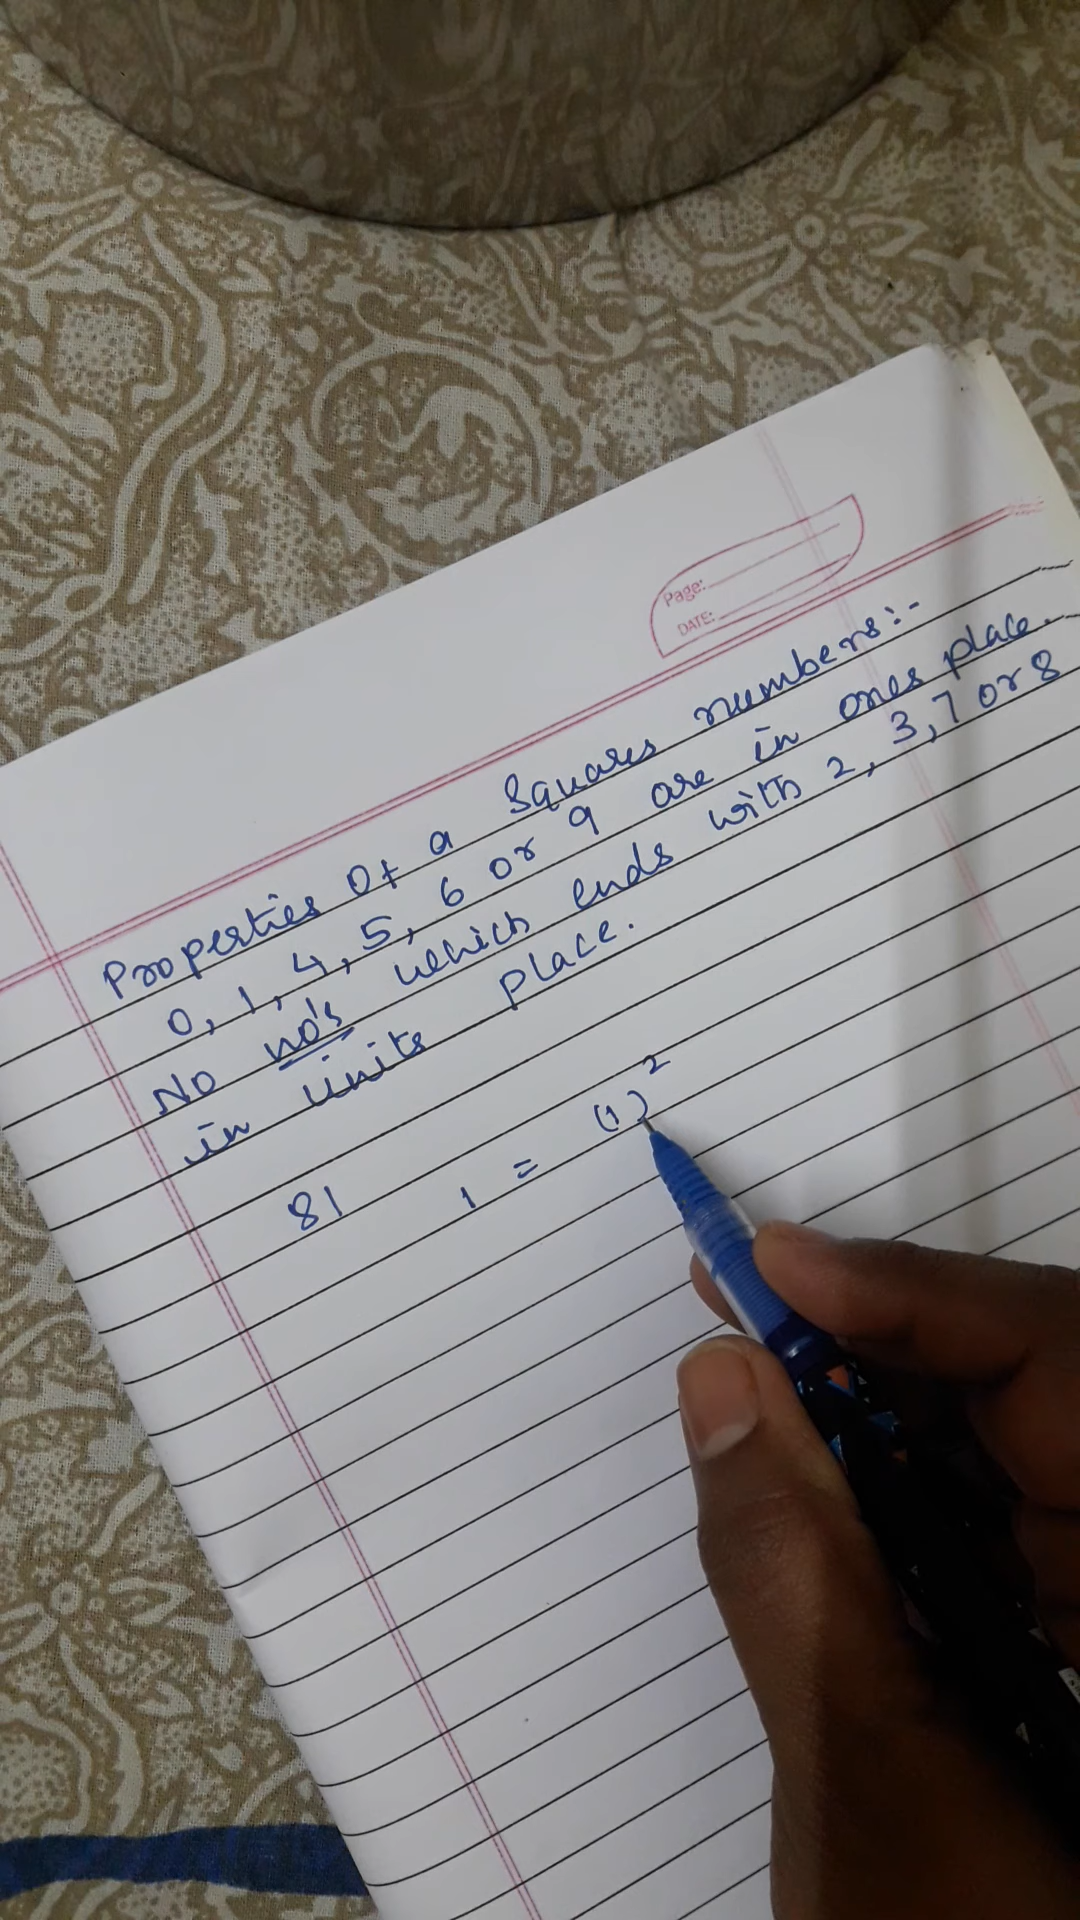 Page:
DATE:
Properties Of a Squares numbers:-
0, 1, 4, 5, 6 or 9 are in ones place.
No no's which ends with 2, 3, 7 or 8
in units place.
81 1 = (1)²